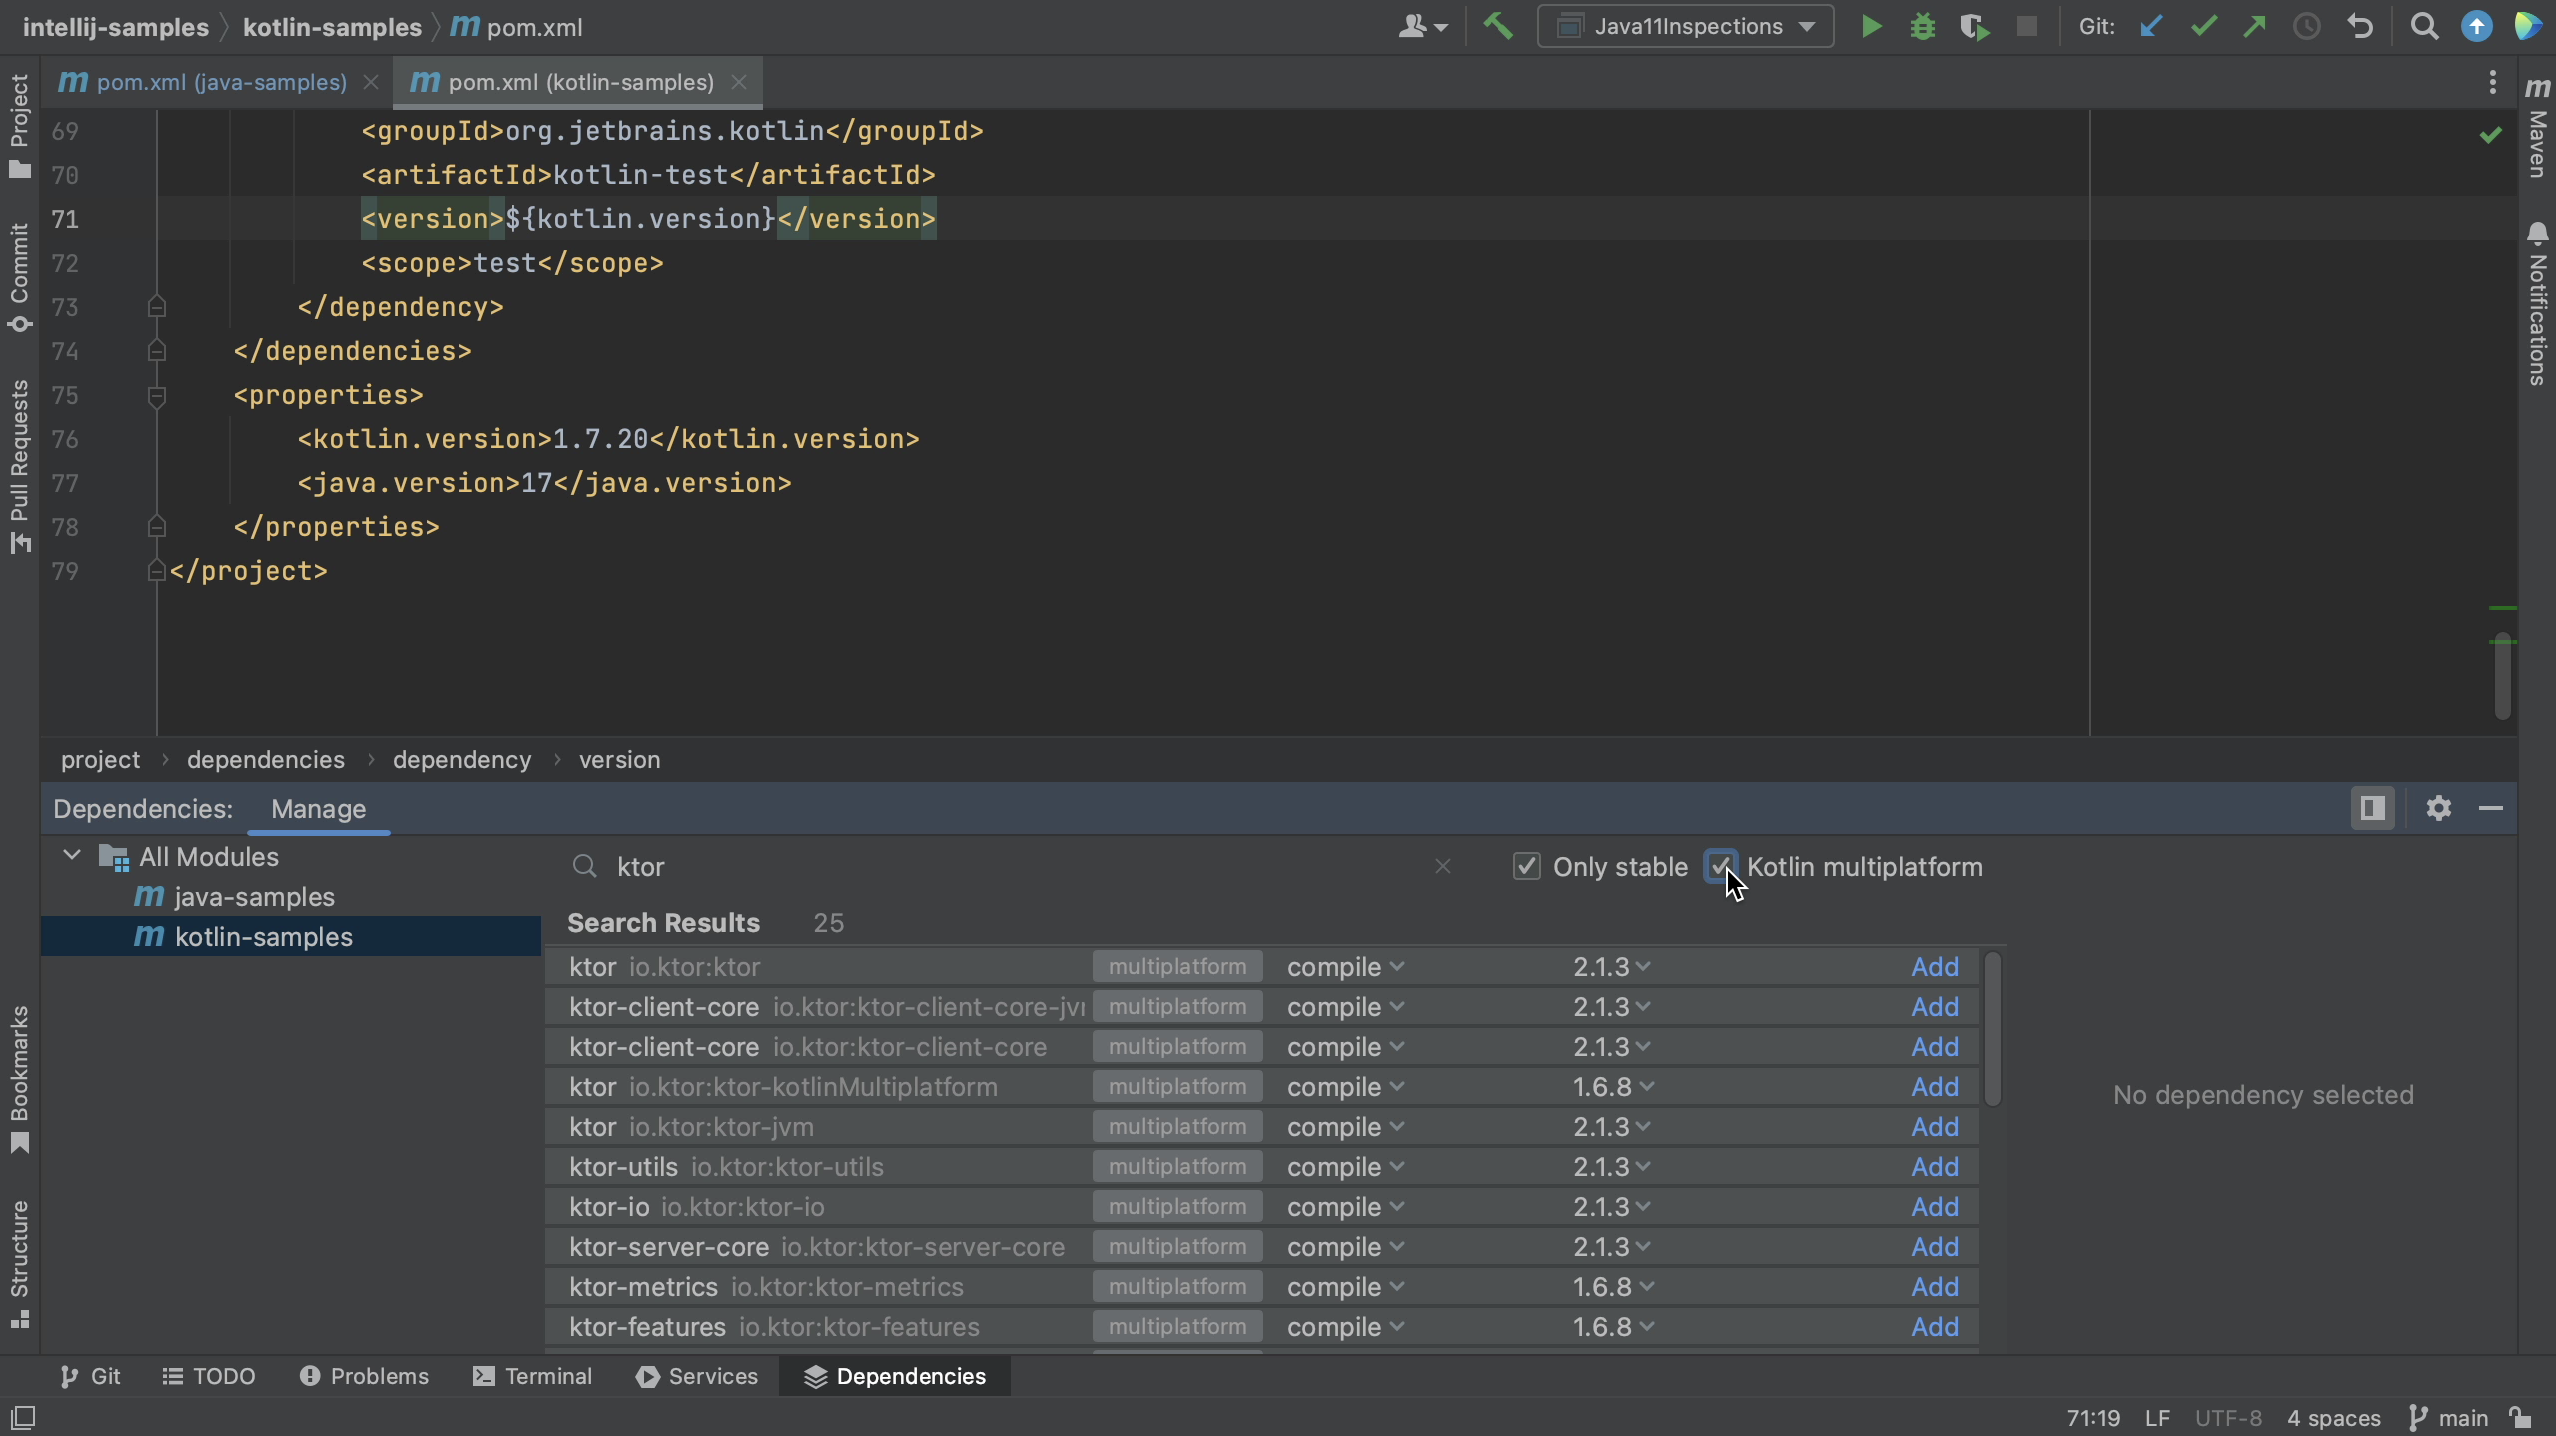 intellij-samples kotlin-samples m pom.xml
Java11Inspections Git:
m pom.xml (java-samples) m pom.xml (kotlin-samples)
Project
Commit
Pull Requests
Bookmarks
Structure
m Maven
Notifications
69 <groupId>org.jetbrains.kotlin</groupId>
70 <artifactId>kotlin-test</artifactId>
71 <version>${kotlin.version}</version>
72 <scope>test</scope>
73 </dependency>
74 </dependencies>
75 <properties>
76 <kotlin.version>1.7.20</kotlin.version>
77 <java.version>17</java.version>
78 </properties>
79 </project>
project › dependencies › dependency › version
Dependencies: Manage
All Modules
m java-samples
m kotlin-samples
ktor Only stable Kotlin multiplatform
Search Results 25
ktor io.ktor:ktor multiplatform compile 2.1.3 Add
ktor-client-core io.ktor:ktor-client-core-jvm multiplatform compile 2.1.3 Add
ktor-client-core io.ktor:ktor-client-core multiplatform compile 2.1.3 Add
ktor io.ktor:ktor-kotlinMultiplatform multiplatform compile 1.6.8 Add
ktor io.ktor:ktor-jvm multiplatform compile 2.1.3 Add
ktor-utils io.ktor:ktor-utils multiplatform compile 2.1.3 Add
ktor-io io.ktor:ktor-io multiplatform compile 2.1.3 Add
ktor-server-core io.ktor:ktor-server-core multiplatform compile 2.1.3 Add
ktor-metrics io.ktor:ktor-metrics multiplatform compile 1.6.8 Add
ktor-features io.ktor:ktor-features multiplatform compile 1.6.8 Add
No dependency selected
Git TODO Problems Terminal Services Dependencies
71:19 LF UTF-8 4 spaces main